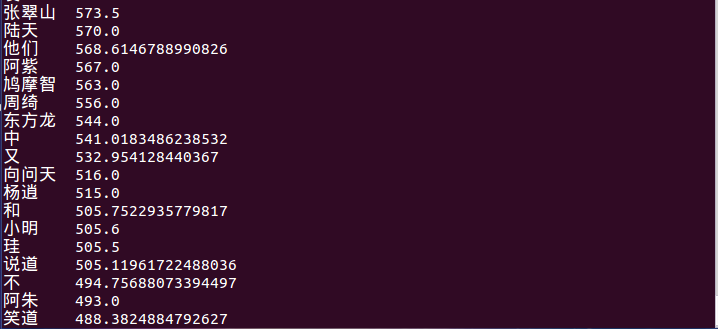 张翠山 573.5
陆天 570.0
他们 568.6146788990826
阿紫 567.0
鸠摩智 563.0
周绮 556.0
东方龙 544.0
中 541.0183486238532
又 532.954128440367
向问天 516.0
杨逍 515.0
和 505.7522935779817
小明 505.6
珪 505.5
说道 505.11961722488036
不 494.75688073394497
阿朱 493.0
笑道 488.3824884792627